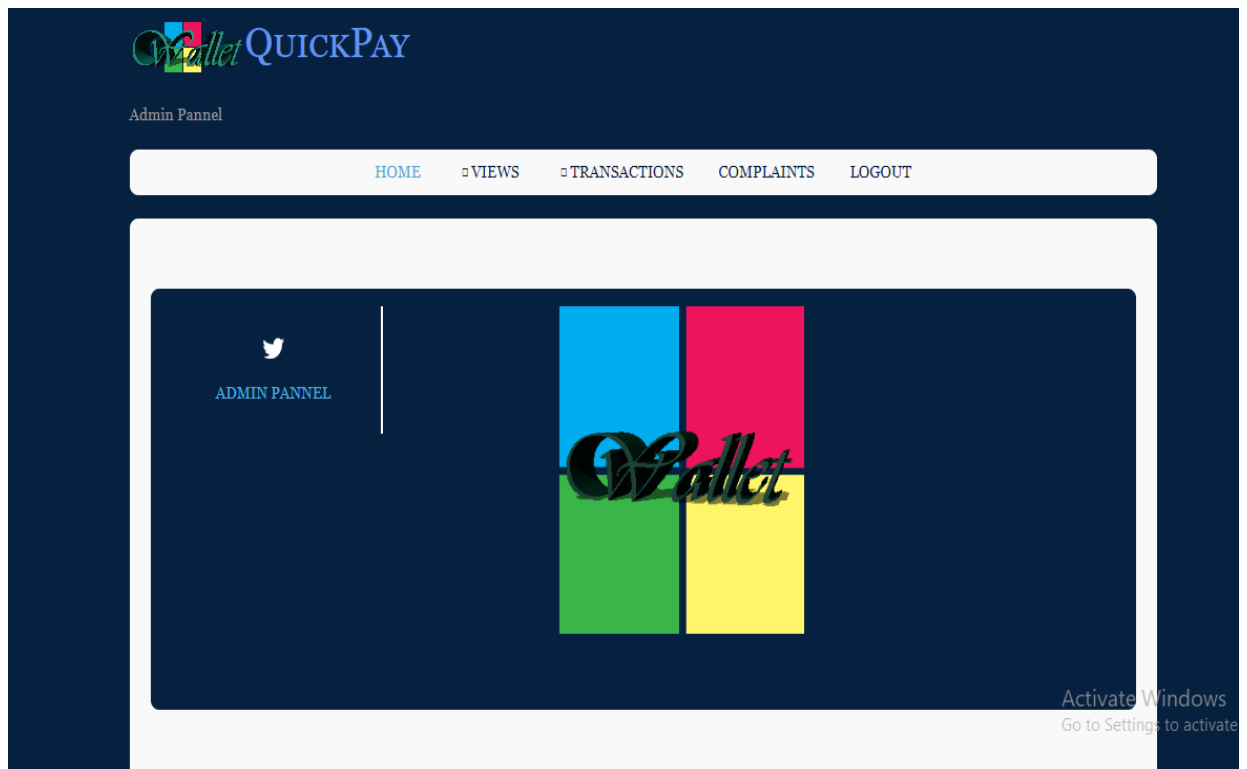 Wallet QUICKPAY
Admin Pannel
HOME VIEWS TRANSACTIONS COMPLAINTS LOGOUT
ADMIN PANNEL
Wallet
Activate Windows
Go to Settings to activate